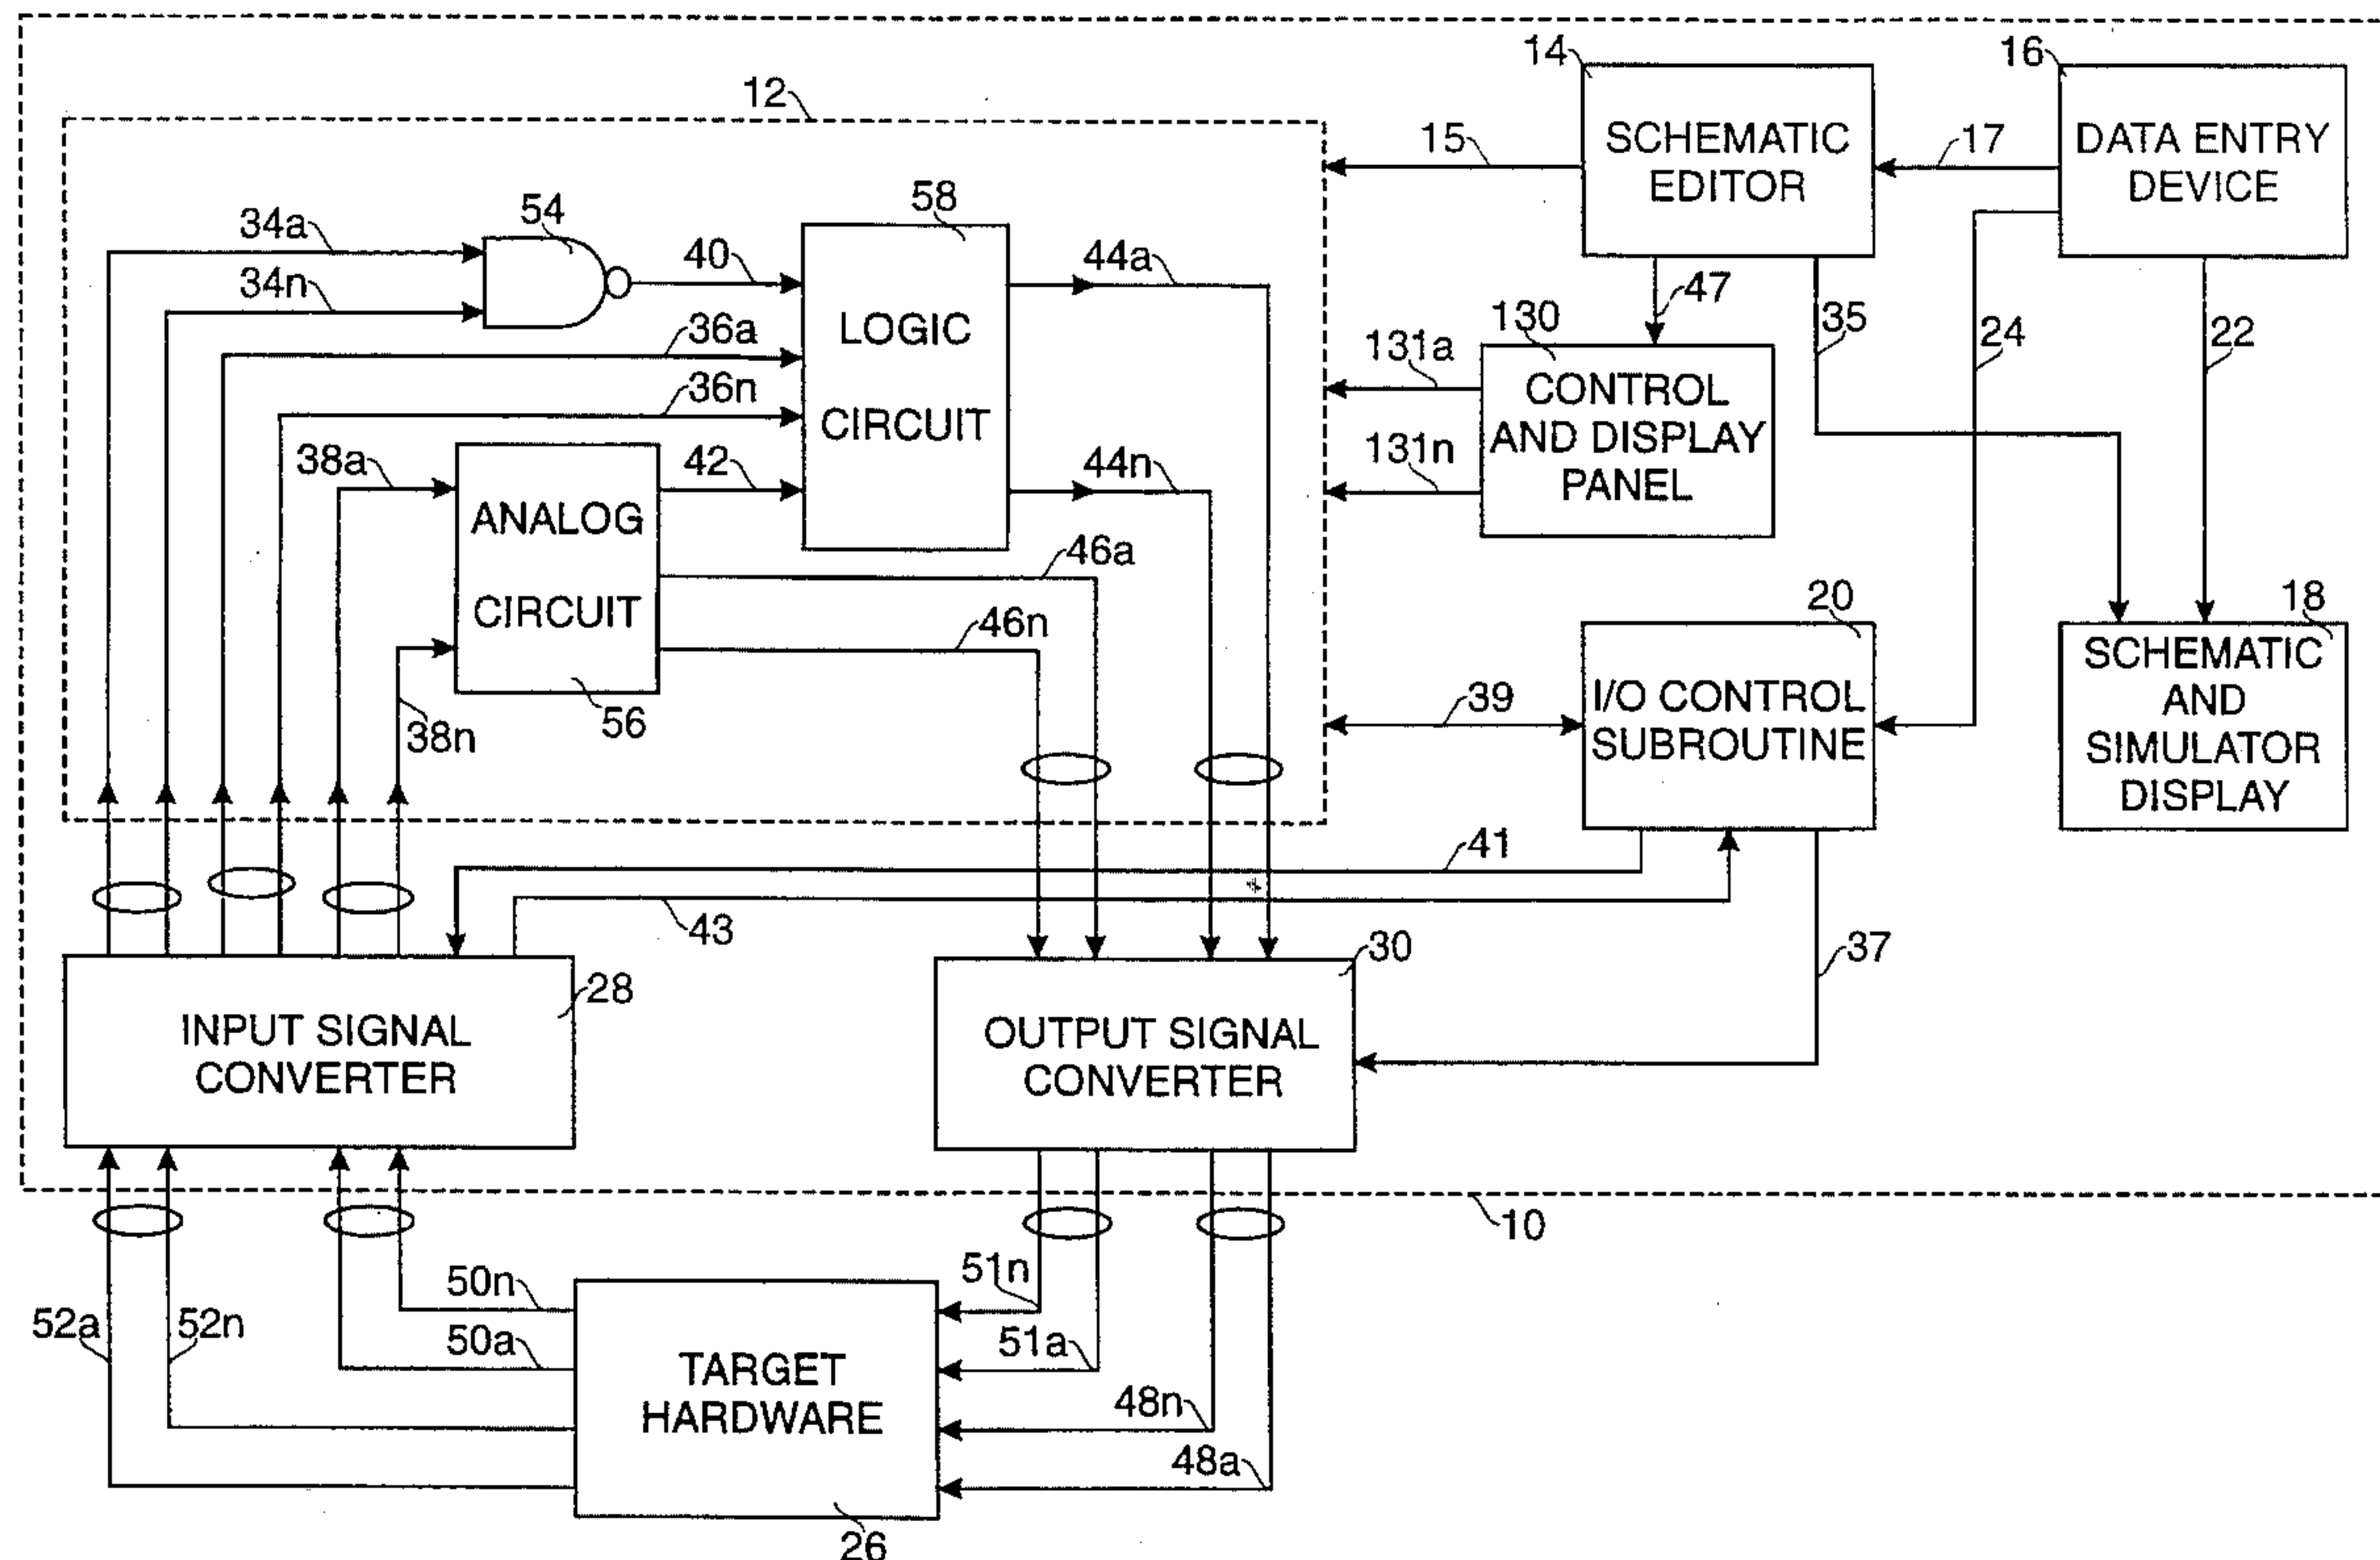 14
16
12
SCHEMATIC
EDITOR
DATA ENTRY
DEVICE
15
17
34a
54
58
34n
40
44a
47
35
24
22
36a
LOGIC
130
131a
36n
CIRCUIT
CONTROL
AND DISPLAY
PANEL
38a
42
44n
131n
ANALOG
CIRCUIT
46a
46n
20
18
SCHEMATIC
AND
SIMULATOR
DISPLAY
I/O CONTROL
SUBROUTINE
39
56
38n
41
43
30
37
28
INPUT SIGNAL
CONVERTER
OUTPUT SIGNAL
CONVERTER
10
50n
51n
52a
52n
50a
51a
TARGET
HARDWARE
48n
48a
26